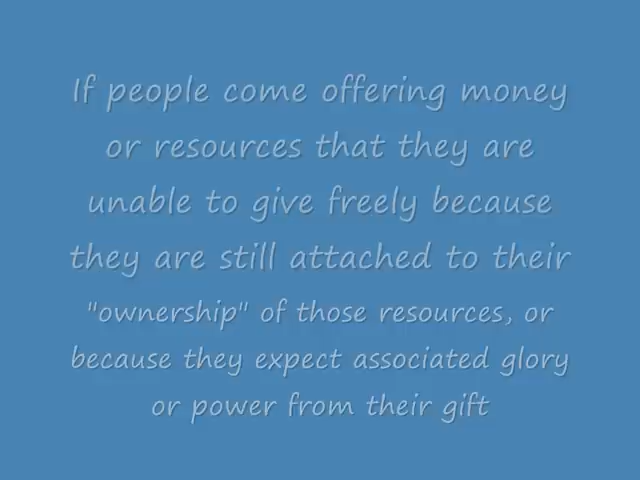 If people come offering money
or resources that they are
unable to give freely because
they are still attached to their
"ownership" of those resources, or
because they expect associated glory
or power from their gift